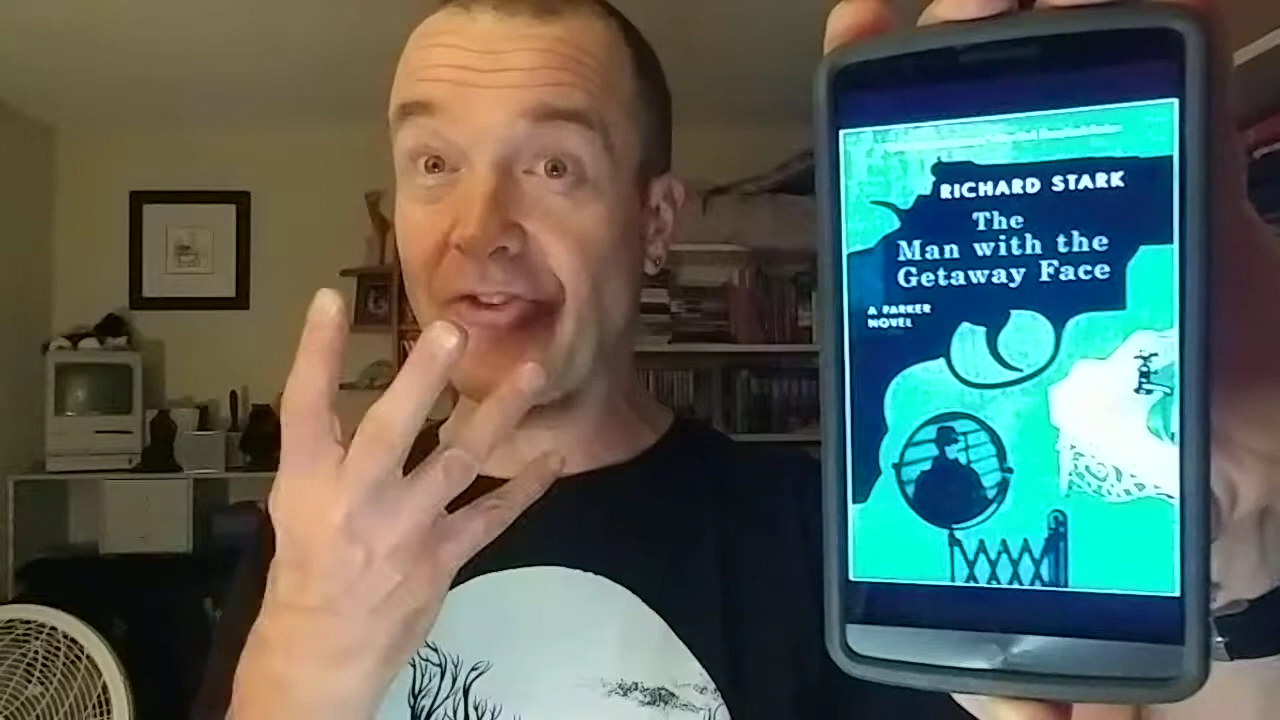 RICHARD STARK
The
Man with the
Getaway Face
A PARKER
NOVEL